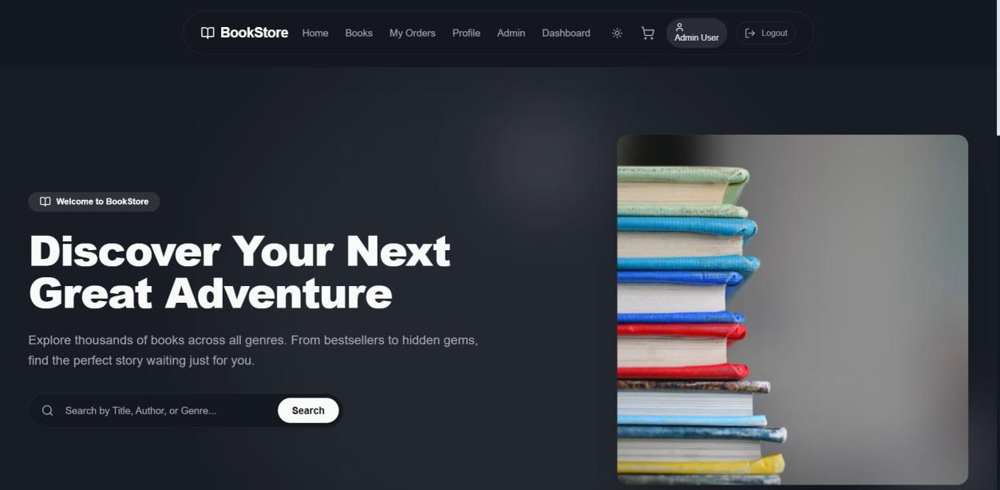 BookStore Home Books My Orders Profile Admin Dashboard Admin User Logout
Welcome to BookStore
Discover Your Next
Great Adventure
Explore thousands of books across all genres. From bestsellers to hidden gems,
find the perfect story waiting just for you.
Search by Title, Author, or Genre... Search